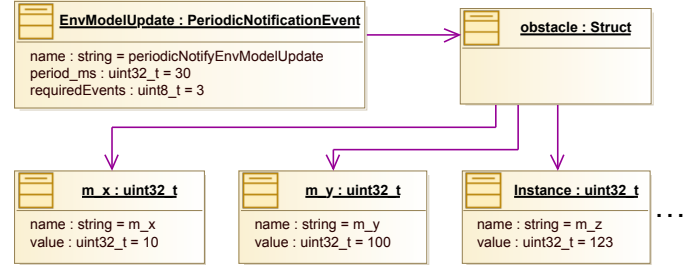 EnvModelUpdate : PeriodicNotificationEvent
name : string = periodicNotifyEnvModelUpdate
period_ms : uint32_t = 30
requiredEvents : uint8_t = 3
obstacle : Struct
m_x : uint32_t
name : string = m_x
value : uint32_t = 10
m_y : uint32_t
name : string = m_y
value : uint32_t = 100
Instance : uint32_t
name : string = m_z
value : uint32_t = 123
...